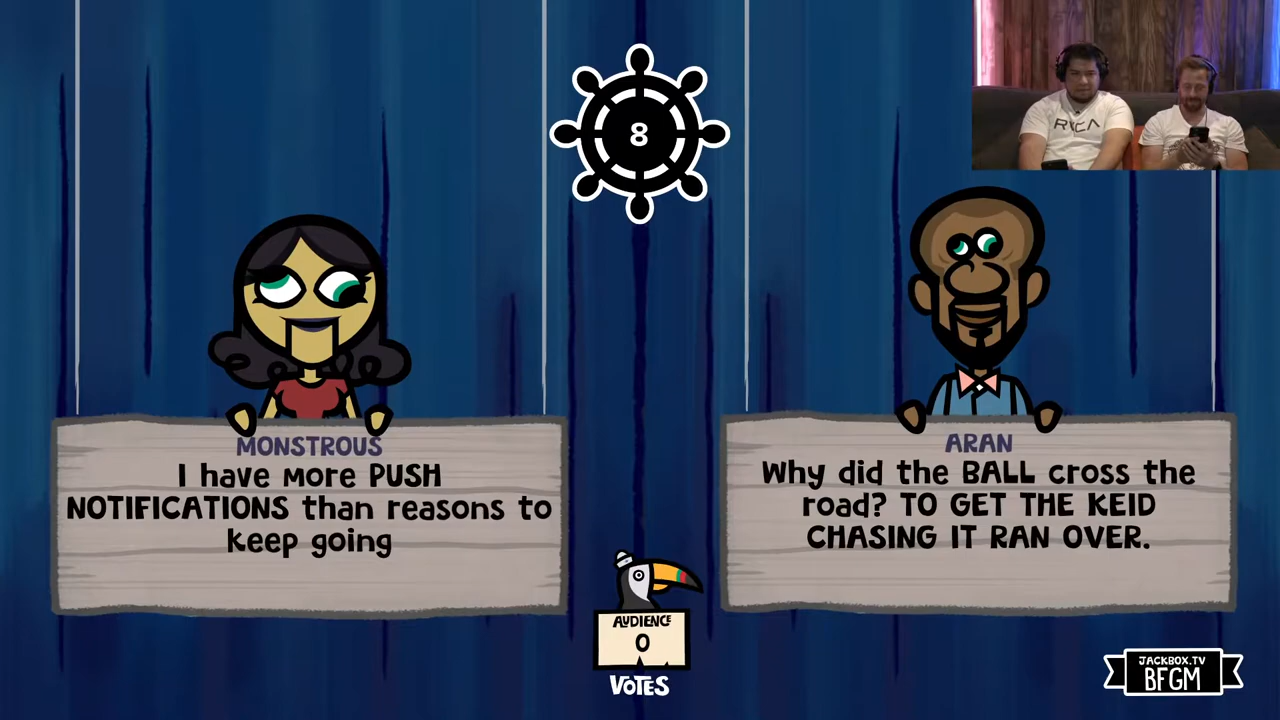 8
RVCA
MONSTROUS
I have more PUSH
NOTIFICATIONS than reasons to
keep going
ARAN
Why did the BALL cross the
road? TO GET THE KEID
CHASING IT RAN OVER.
AUDIENCE
0
VOTES
JACKBOX.TV
BFGM